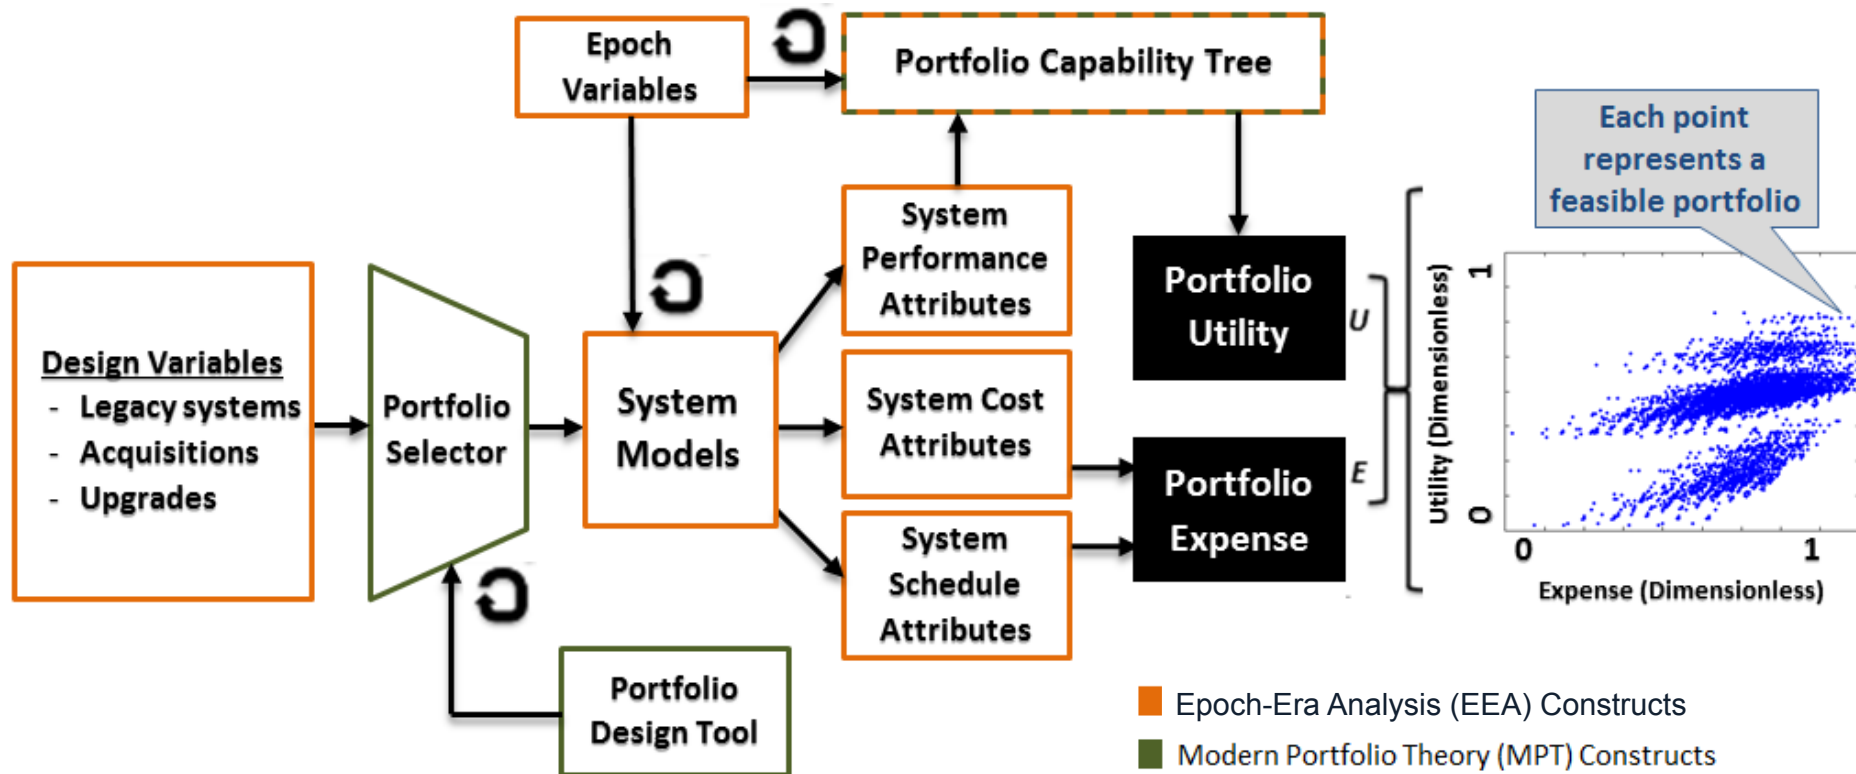 Epoch
Variables
Portfolio Capability Tree
Each point
represents a
feasible portfolio
Design Variables
- Legacy systems
- Acquisitions
- Upgrades
Portfolio
Selector
System
Models
System
Performance
Attributes
System Cost
Attributes
System
Schedule
Attributes
Portfolio
Utility
Portfolio
Expense
U
E
Utility (Dimensionless)
1
0
0
1
Expense (Dimensionless)
Portfolio
Design Tool
Epoch-Era Analysis (EEA) Constructs
Modern Portfolio Theory (MPT) Constructs